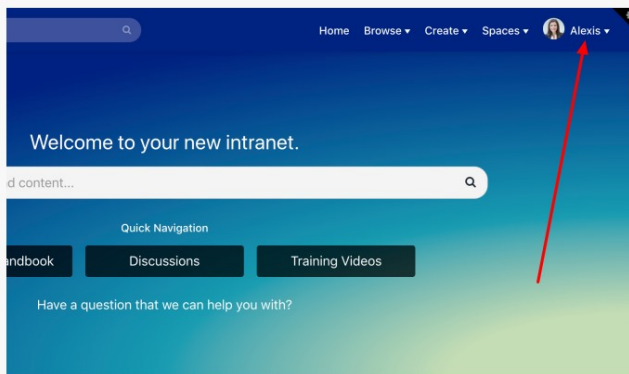 Home Browse Create Spaces Alexis
Welcome to your new intranet.
d content...
Quick Navigation
andbook Discussions Training Videos
Have a question that we can help you with?